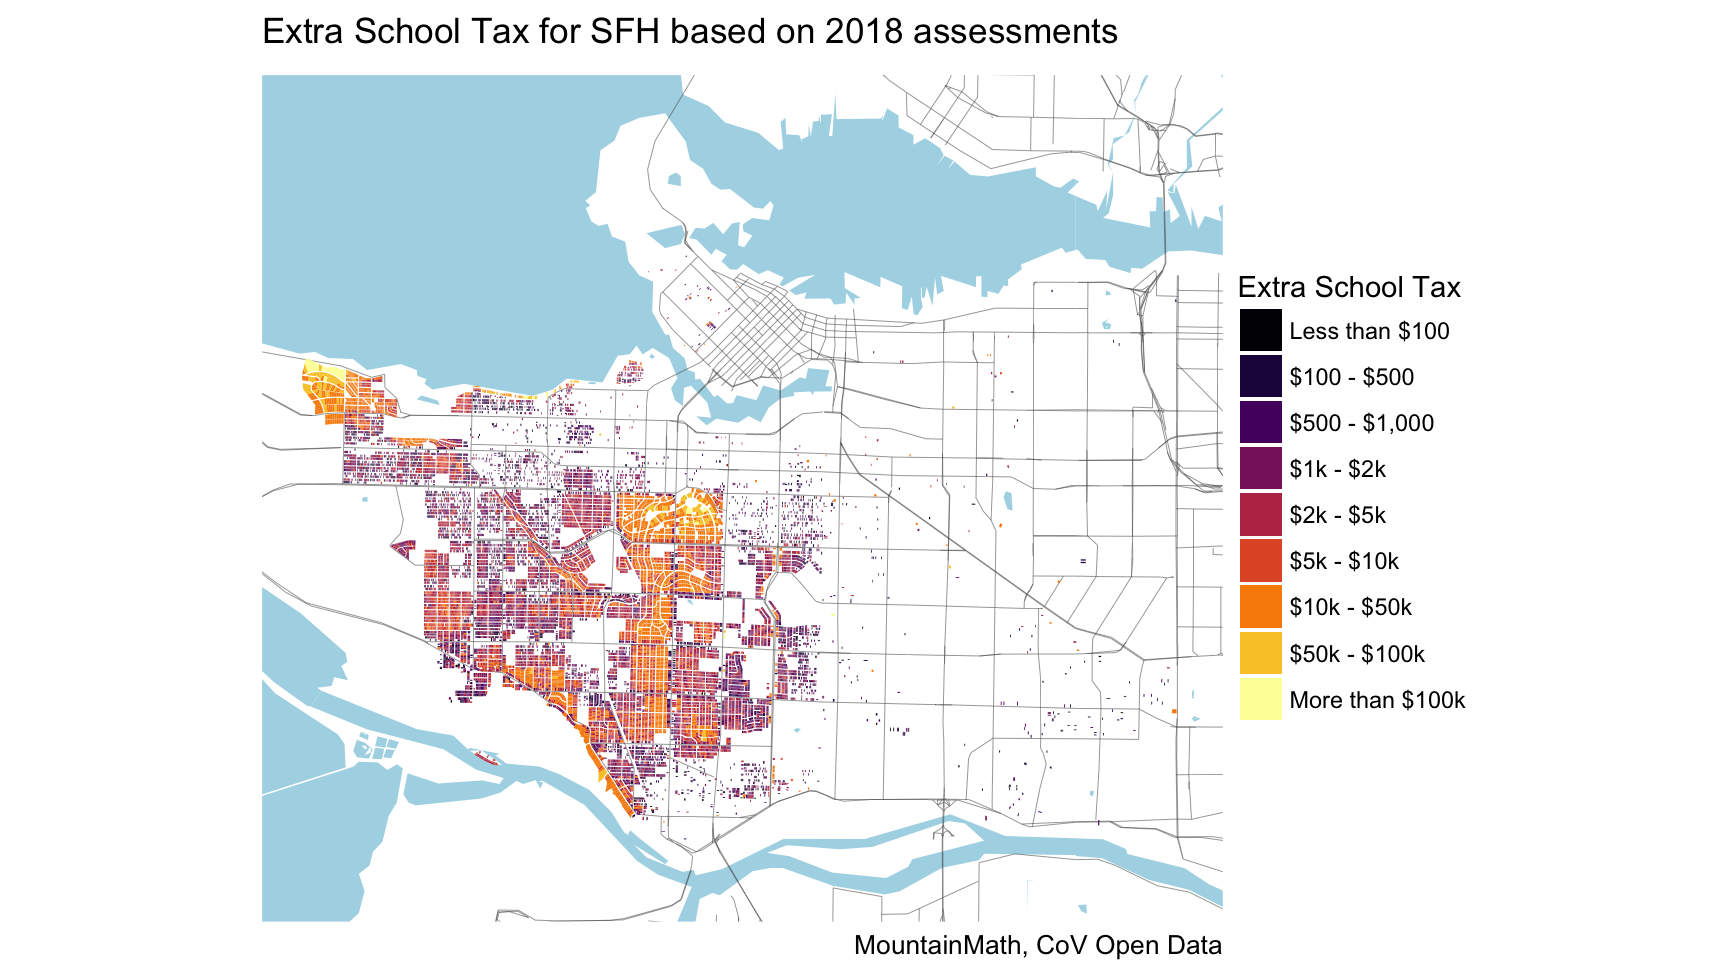 Extra School Tax for SFH based on 2018 assessments
Extra School Tax
Less than $100
$100 - $500
$500 - $1,000
$1k - $2k
$2k - $5k
$5k - $10k
$10k - $50k
$50k - $100k
More than $100k
MountainMath, CoV Open Data